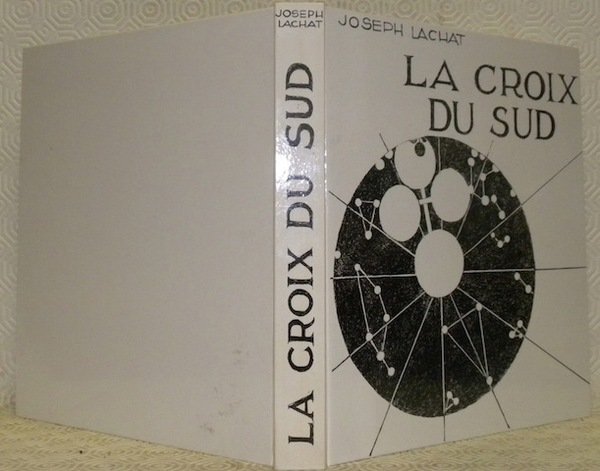 JOSEPH
LACHAT
LA CROIX DU SUD
JOSEPH LACHAT
LA CROIX
DU SUD